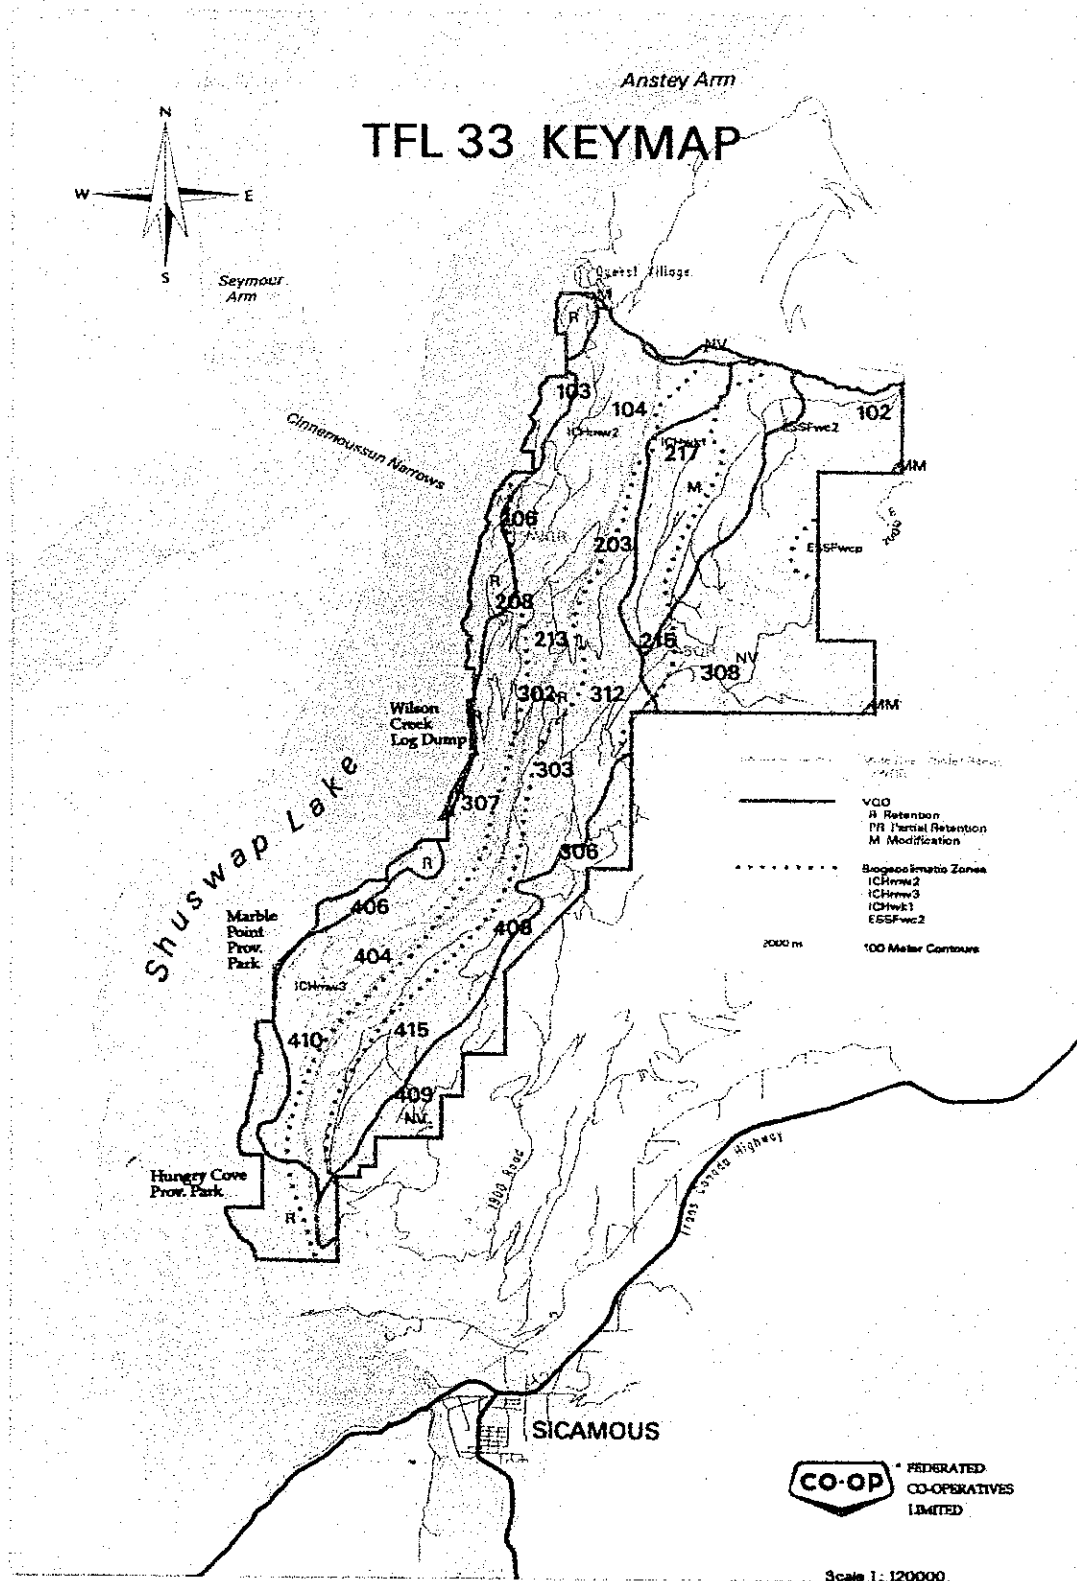 Anstey Arm
TFL 33 KEYMAP
N
W
E
S
Seymour
Arm
Queest Village
M
R
NV
103
104
102
ICHmw2
ICHwk1
ESSFwc2
217
Cinnemoussun Narrows
MM
M
206
203
ESSFwcp
R
208
213
215
NV
308
302
R
312
MM
Wilson
Creek
Log Dump
303
307
Shuswap Lake
VQO
R Retention
PR Partial Retention
M Modification
306
R
Biogeoclimatic Zones
ICHmw2
ICHmw3
ICHwk1
ESSFwc2
406
Marble
Point
Prov.
Park
408
404
2000 m
100 Meter Contours
ICHmw3
410
415
409
NV
1900 Road
Trans Canada Highway
Hungry Cove
Prov. Park
R
SICAMOUS
CO-OP
FEDERATED
CO-OPERATIVES
LIMITED
Scale 1: 120000